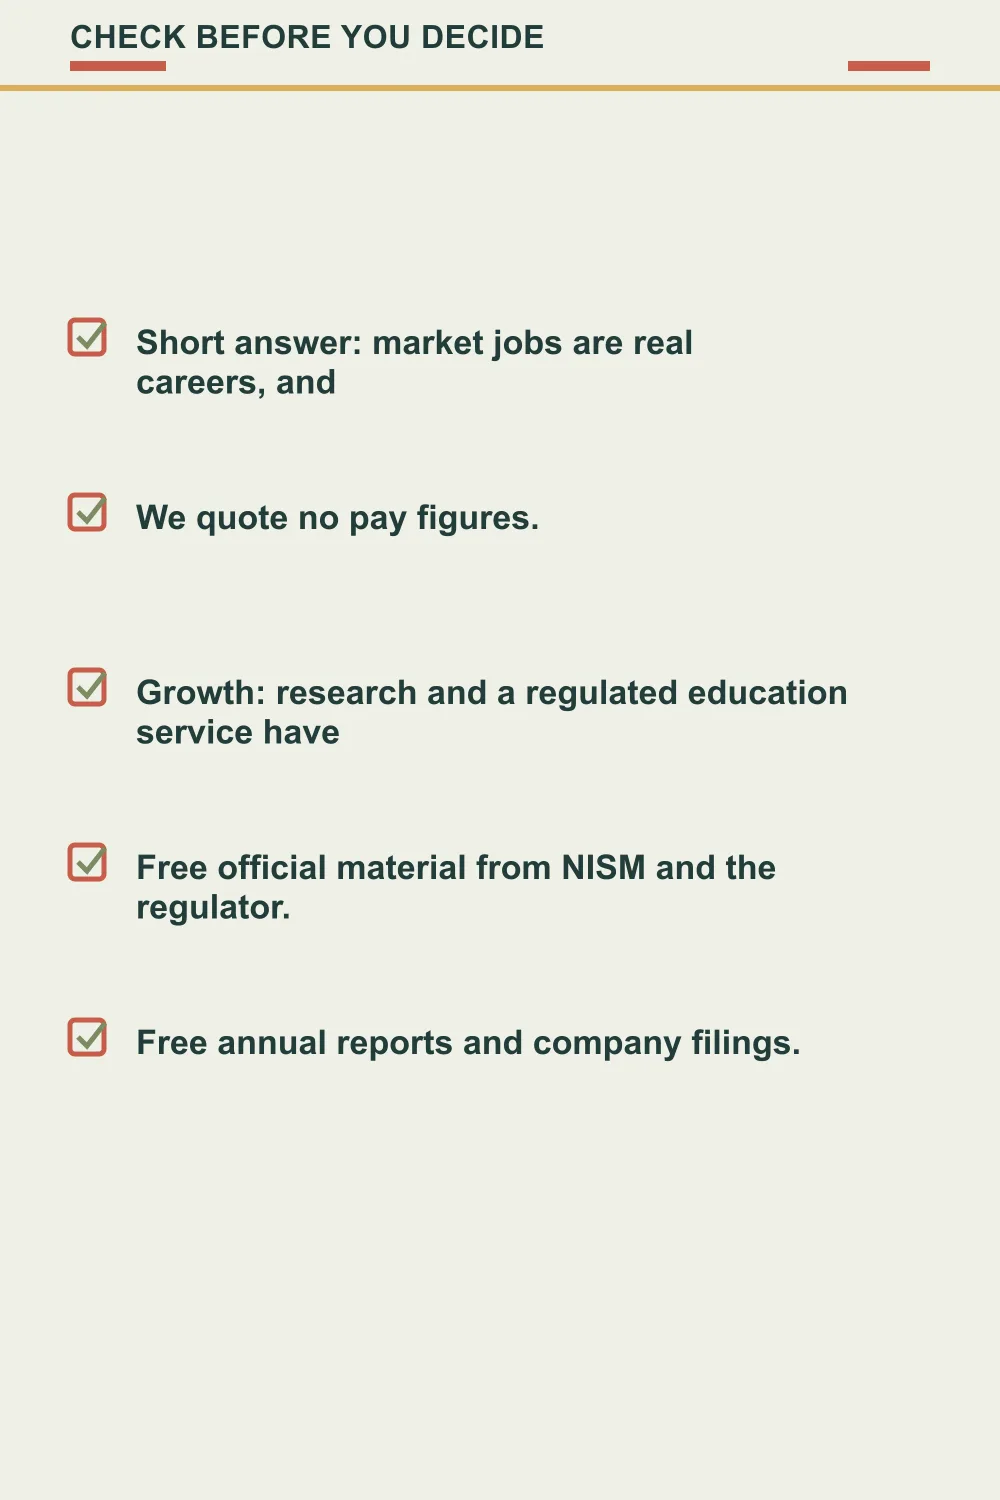 CHECK BEFORE YOU DECIDE
Short answer: market jobs are real
careers, and
We quote no pay figures.
Growth: research and a regulated education
service have
Free official material from NISM and the
regulator.
Free annual reports and company filings.